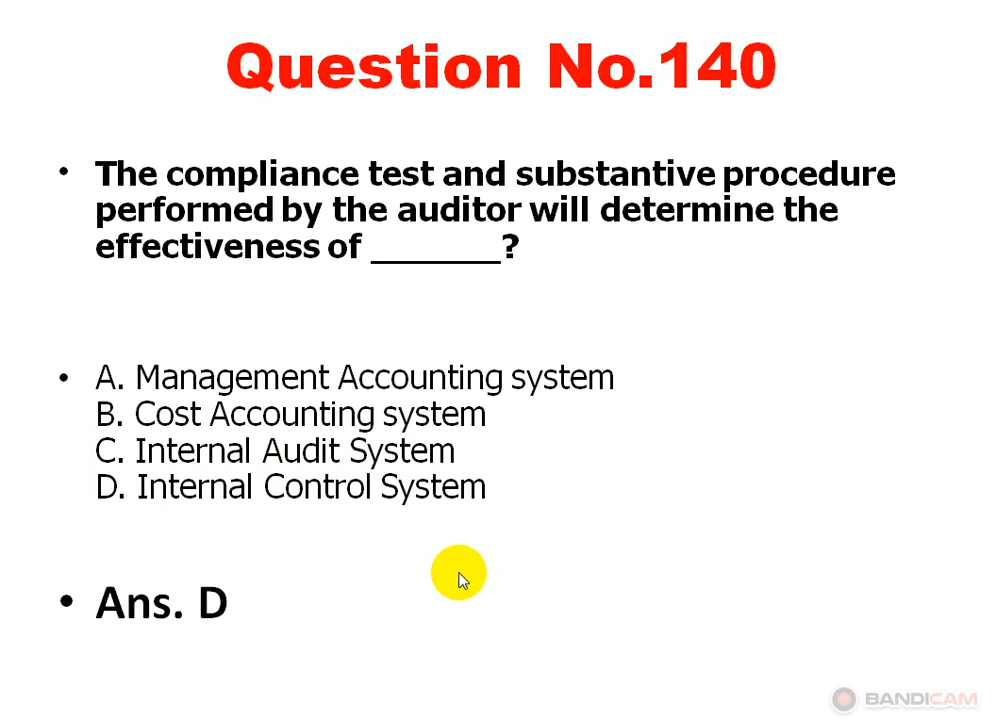 Question No.140
• The compliance test and substantive procedure
performed by the auditor will determine the
effectiveness of _______?
• A. Management Accounting system
B. Cost Accounting system
C. Internal Audit System
D. Internal Control System
• Ans. D
BANDICAM